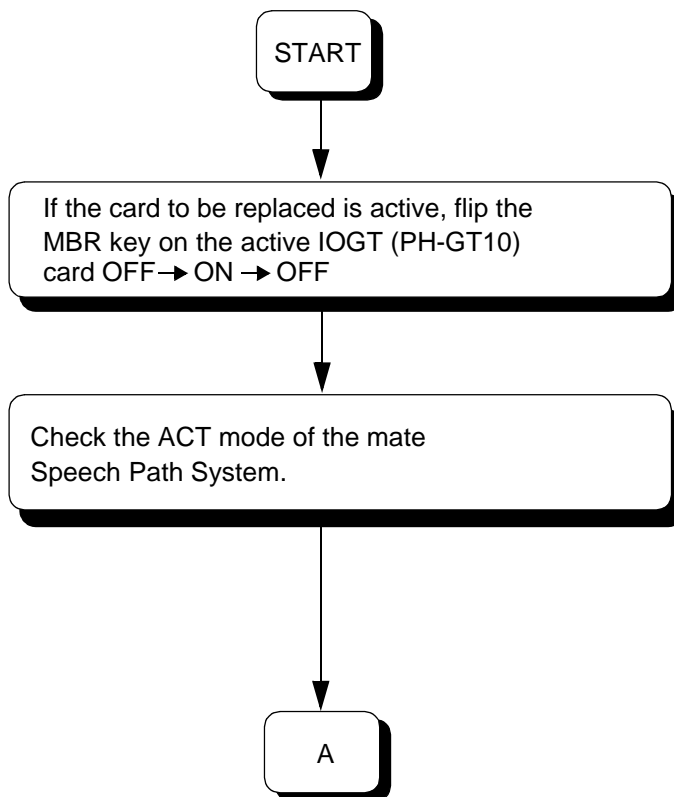 START
If the card to be replaced is active, flip the
MBR key on the active IOGT (PH-GT10)
card OFF→ ON → OFF
Check the ACT mode of the mate
Speech Path System.
A